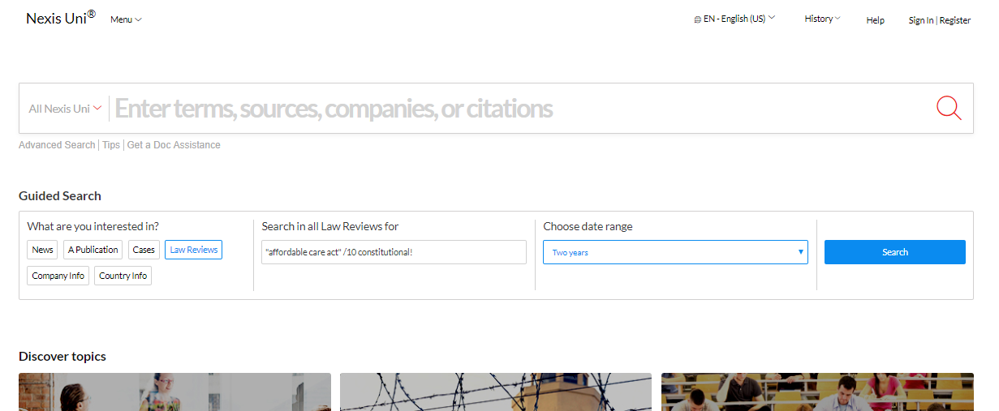 Nexis Uni® Menu EN - English (US) History Help Sign In | Register
All Nexis Uni Enter terms, sources, companies, or citations
Advanced Search | Tips | Get a Doc Assistance
Guided Search
What are you interested in? Search in all Law Reviews for Choose date range
News A Publication Cases Law Reviews "affordable care act" /10 constitutional! Two years Search
Company Info Country Info
Discover topics